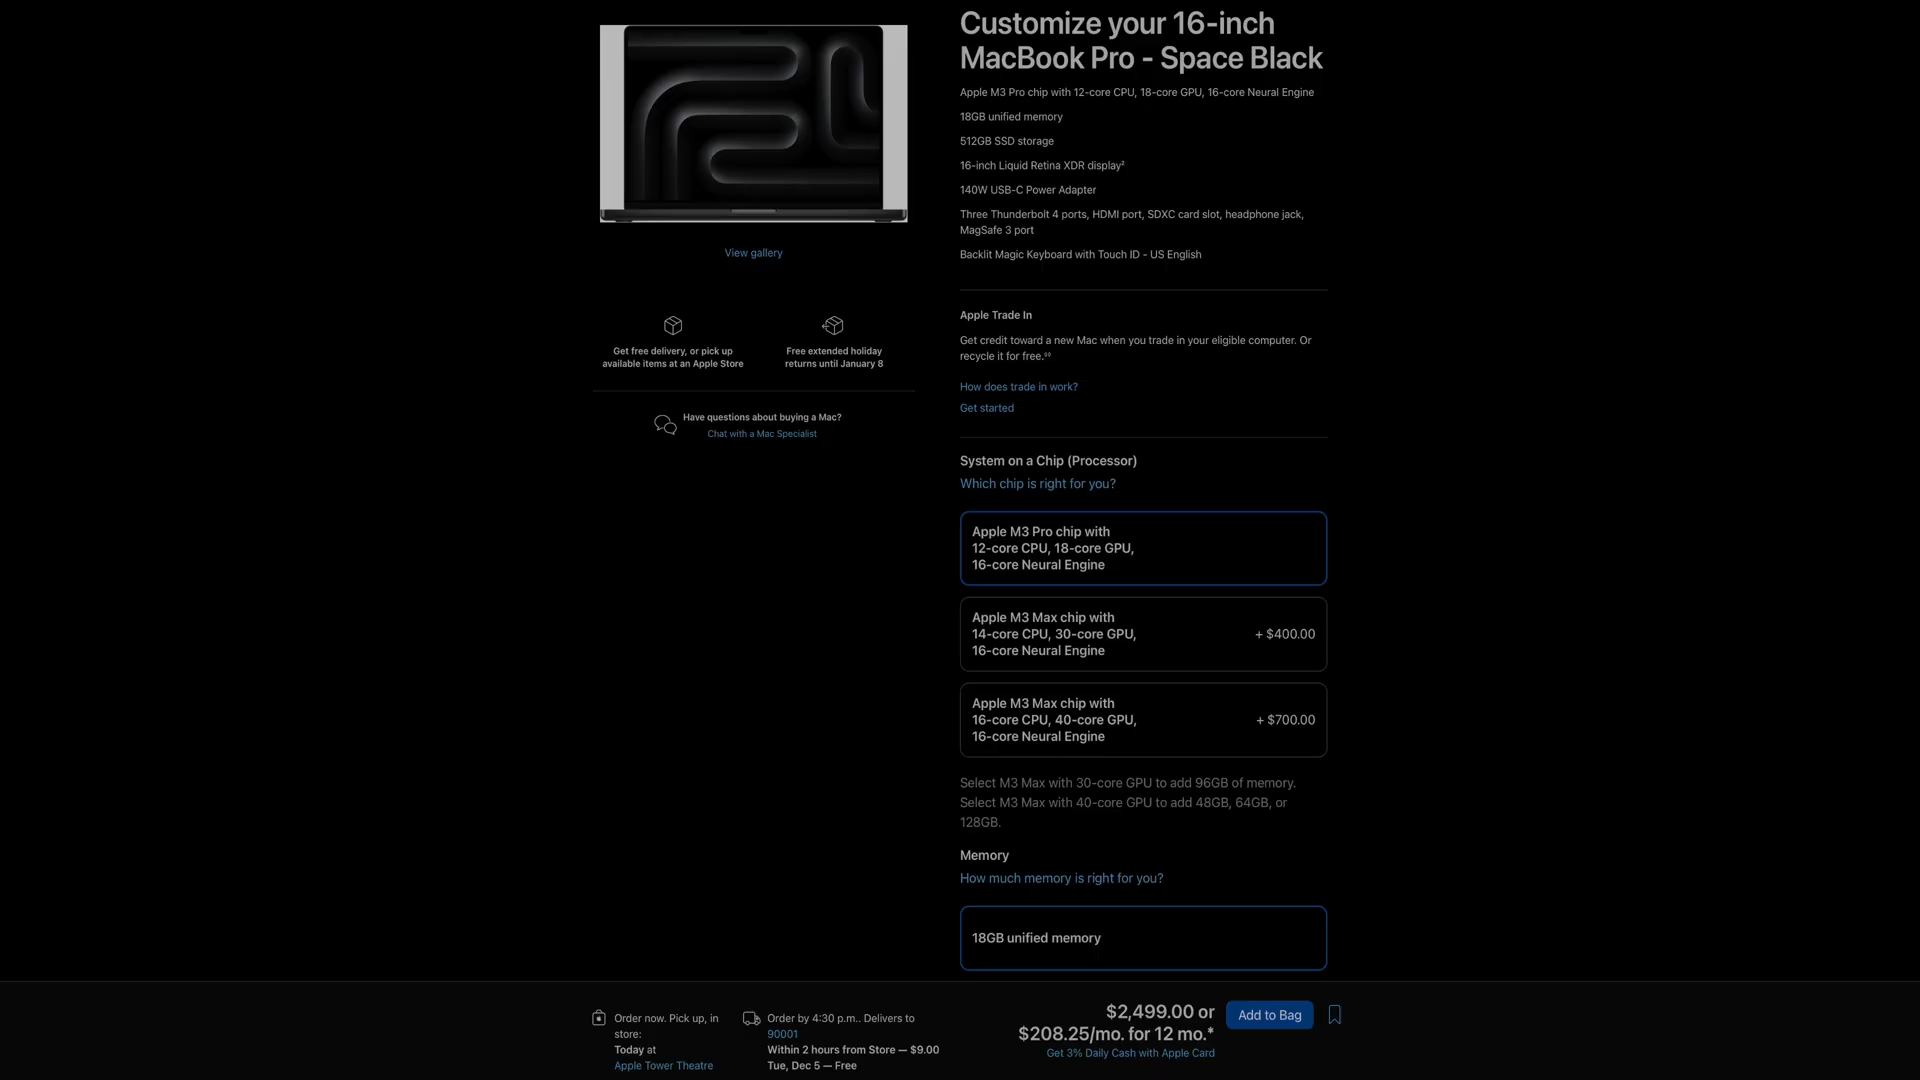 Customize your 16-inch
MacBook Pro - Space Black
Apple M3 Pro chip with 12-core CPU, 18-core GPU, 16-core Neural Engine
18GB unified memory
512GB SSD storage
16-inch Liquid Retina XDR display²
140W USB-C Power Adapter
Three Thunderbolt 4 ports, HDMI port, SDXC card slot, headphone jack,
MagSafe 3 port
Backlit Magic Keyboard with Touch ID - US English
View gallery
Get free delivery, or pick up
available items at an Apple Store
Free extended holiday
returns until January 8
Have questions about buying a Mac?
Chat with a Mac Specialist
Apple Trade In
Get credit toward a new Mac when you trade in your eligible computer. Or
recycle it for free.◊◊
How does trade in work?
Get started
System on a Chip (Processor)
Which chip is right for you?
Apple M3 Pro chip with
12-core CPU, 18-core GPU,
16-core Neural Engine
Apple M3 Max chip with
14-core CPU, 30-core GPU,
16-core Neural Engine
+ $400.00
Apple M3 Max chip with
16-core CPU, 40-core GPU,
16-core Neural Engine
+ $700.00
Select M3 Max with 30-core GPU to add 96GB of memory.
Select M3 Max with 40-core GPU to add 48GB, 64GB, or
128GB.
Memory
How much memory is right for you?
18GB unified memory
Order now. Pick up, in
store:
Today at
Apple Tower Theatre
Order by 4:30 p.m.. Delivers to
90001
Within 2 hours from Store — $9.00
Tue, Dec 5 — Free
$2,499.00 or
$208.25/mo. for 12 mo.*
Get 3% Daily Cash with Apple Card
Add to Bag